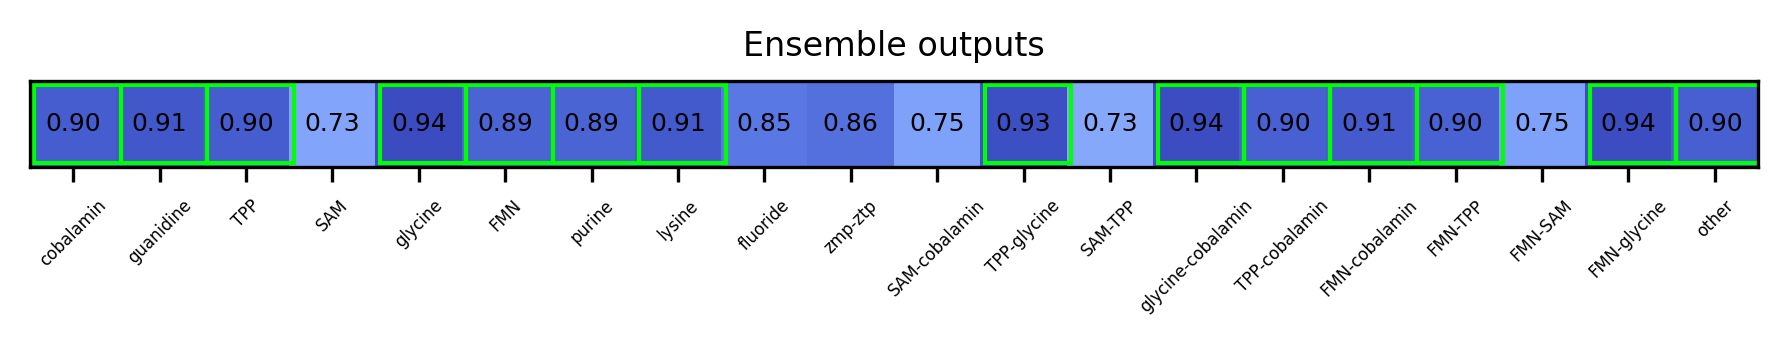 Ensemble outputs
0.90 0.91 0.90 0.73 0.94 0.89 0.89 0.91 0.85 0.86 0.75 0.93 0.73 0.94 0.90 0.91 0.90 0.75 0.94 0.90
cobalamin guanidine TPP SAM glycine FMN purine lysine fluoride zmp-ztp SAM-cobalamin TPP-glycine SAM-TPP glycine-cobalamin TPP-cobalamin FMN-cobalamin FMN-TPP FMN-SAM FMN-glycine other